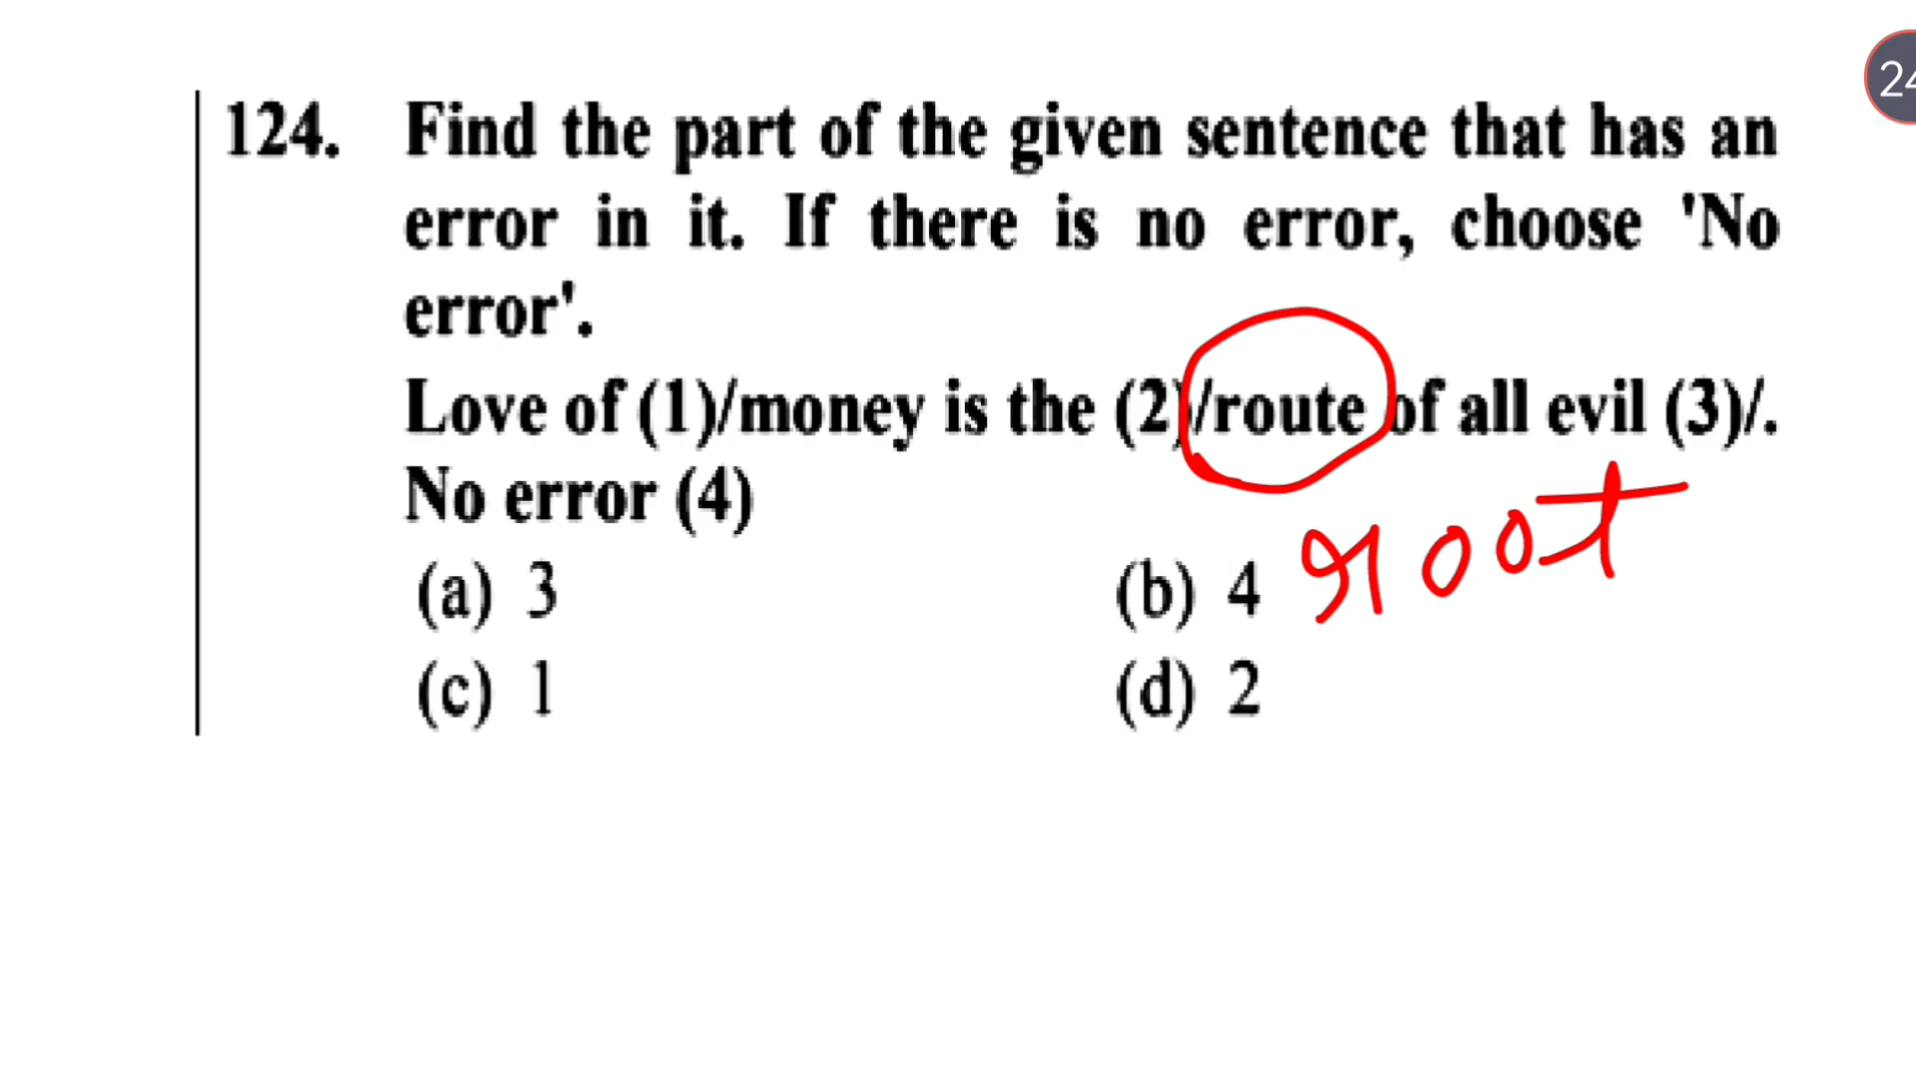 24
124. Find the part of the given sentence that has an
error in it. If there is no error, choose 'No
error'.
Love of (1)/money is the (2)/route of all evil (3)/.
No error (4)
root
(a) 3 (b) 4
(c) 1 (d) 2